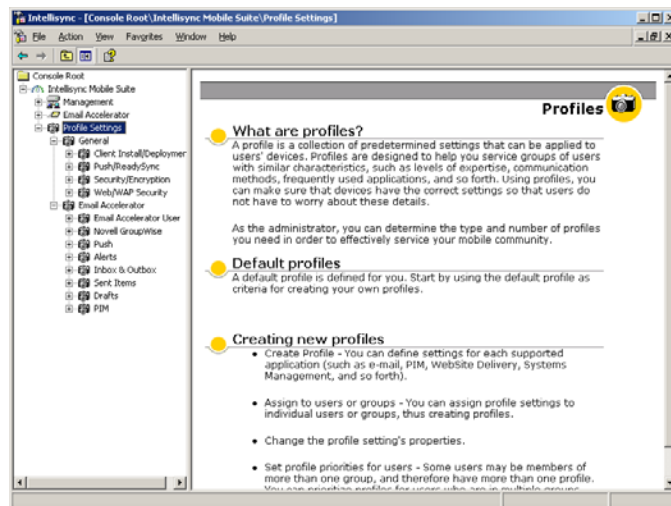 Intellisync - [Console Root\Intellisync Mobile Suite\Profile Settings]
File Action View Favorites Window Help
Console Root
Intellisync Mobile Suite
Management
Email Accelerator
Profile Settings
General
Client Install/Deploymer
Push/ReadySync
Security/Encryption
Web/WAP Security
Email Accelerator
Email Accelerator User
Novell GroupWise
Push
Alerts
Inbox & Outbox
Sent Items
Drafts
PIM
Profiles
What are profiles?
A profile is a collection of predetermined settings that can be applied to
users' devices. Profiles are designed to help you service groups of users
with similar characteristics, such as levels of expertise, communication
methods, frequently used applications, and so forth. Using profiles, you
can make sure that devices have the correct settings so that users do
not have to worry about these details.
As the administrator, you can determine the type and number of profiles
you need in order to effectively service your mobile community.
Default profiles
A default profile is defined for you. Start by using the default profile as
criteria for creating your own profiles.
Creating new profiles
• Create Profile - You can define settings for each supported
application (such as e-mail, PIM, WebSite Delivery, Systems
Management, and so forth).
• Assign to users or groups - You can assign profile settings to
individual users or groups, thus creating profiles.
• Change the profile setting's properties.
• Set profile priorities for users - Some users may be members of
more than one group, and therefore have more than one profile.
You can prioritize profiles for users who are in multiple groups